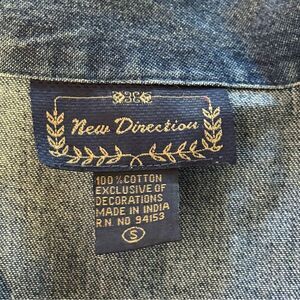 New Direction
100% COTTON
EXCLUSIVE OF
DECORATIONS
MADE IN INDIA
R.N. NO 94153
S